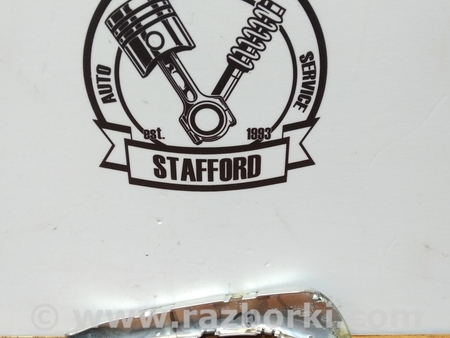 AUTO SERVICE
est. 1993
STAFFORD
© www.razborki.com